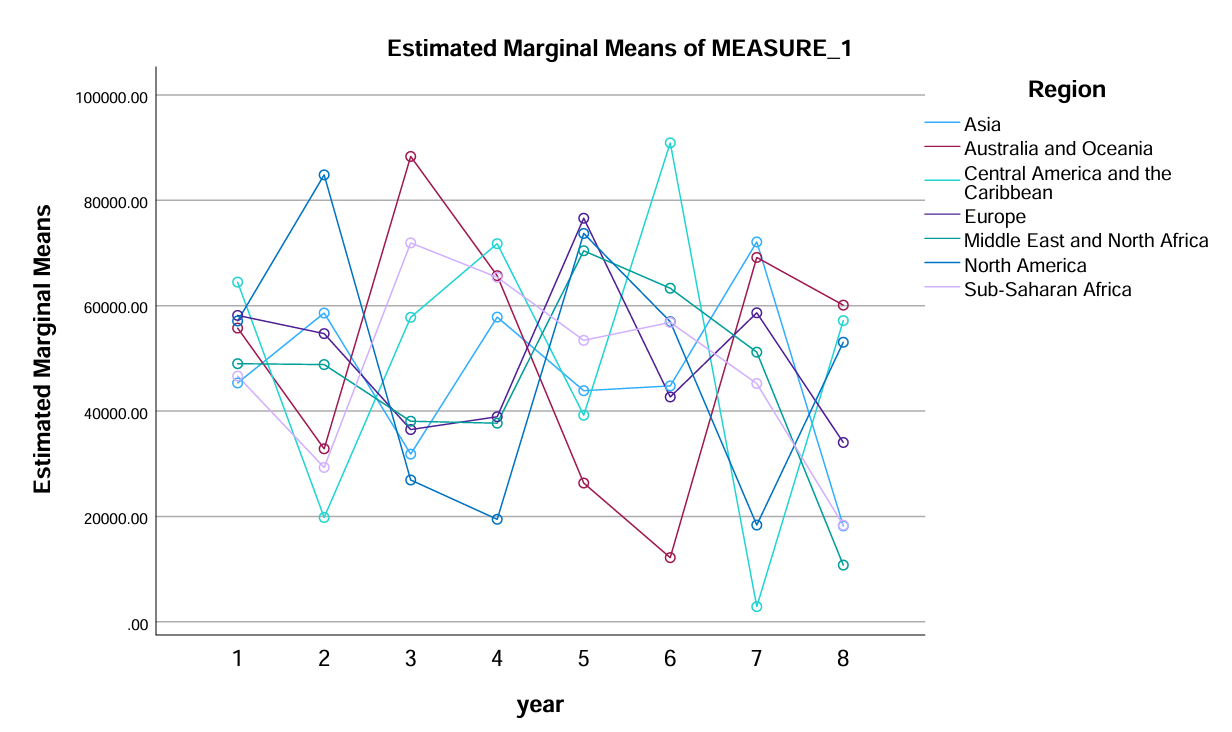 Estimated Marginal Means of MEASURE_1
Estimated Marginal Means
100000.00
80000.00
60000.00
40000.00
20000.00
.00
1 2 3 4 5 6 7 8
year
Region
Asia
Australia and Oceania
Central America and the
Caribbean
Europe
Middle East and North Africa
North America
Sub-Saharan Africa